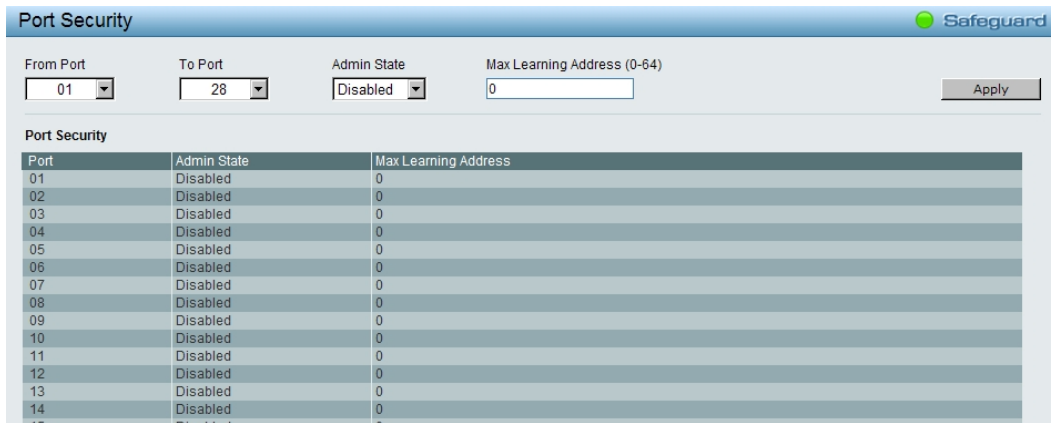 Port Security Safeguard
From Port To Port Admin State Max Learning Address (0-64)
01 28 Disabled 0 Apply
Port Security
Port Admin State Max Learning Address
01 Disabled 0
02 Disabled 0
03 Disabled 0
04 Disabled 0
05 Disabled 0
06 Disabled 0
07 Disabled 0
08 Disabled 0
09 Disabled 0
10 Disabled 0
11 Disabled 0
12 Disabled 0
13 Disabled 0
14 Disabled 0